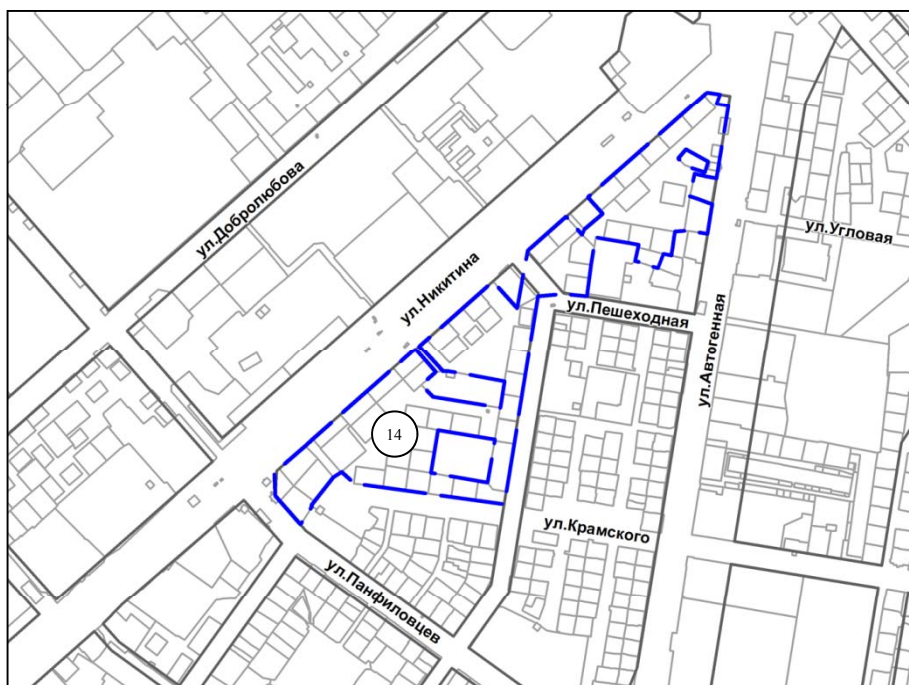 ул.Добролюбова
ул.Угловая
ул.Никитина
ул.Пешеходная
ул.Автогенная
14
ул.Крамского
ул.Панфиловцев